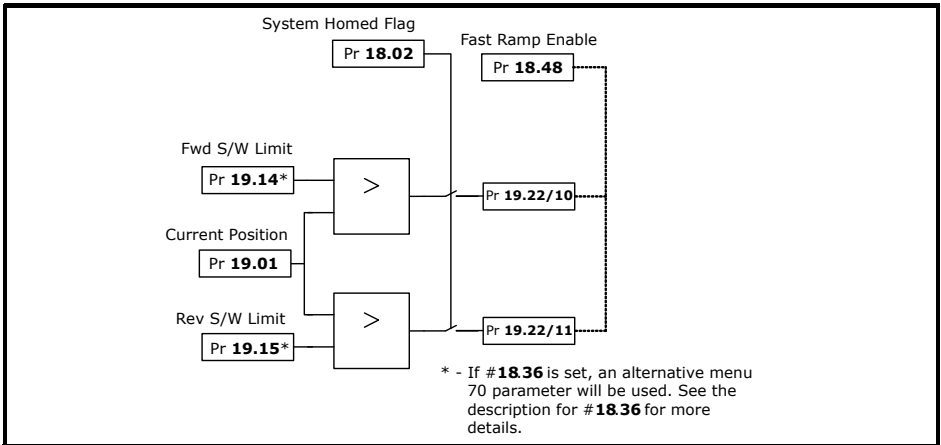 System Homed Flag
Pr 18.02
Fast Ramp Enable
Pr 18.48
Fwd S/W Limit
Pr 19.14*
>
Pr 19.22/10
Current Position
Pr 19.01
Rev S/W Limit
Pr 19.15*
>
Pr 19.22/11
* - If #18.36 is set, an alternative menu
70 parameter will be used. See the
description for #18.36 for more
details.